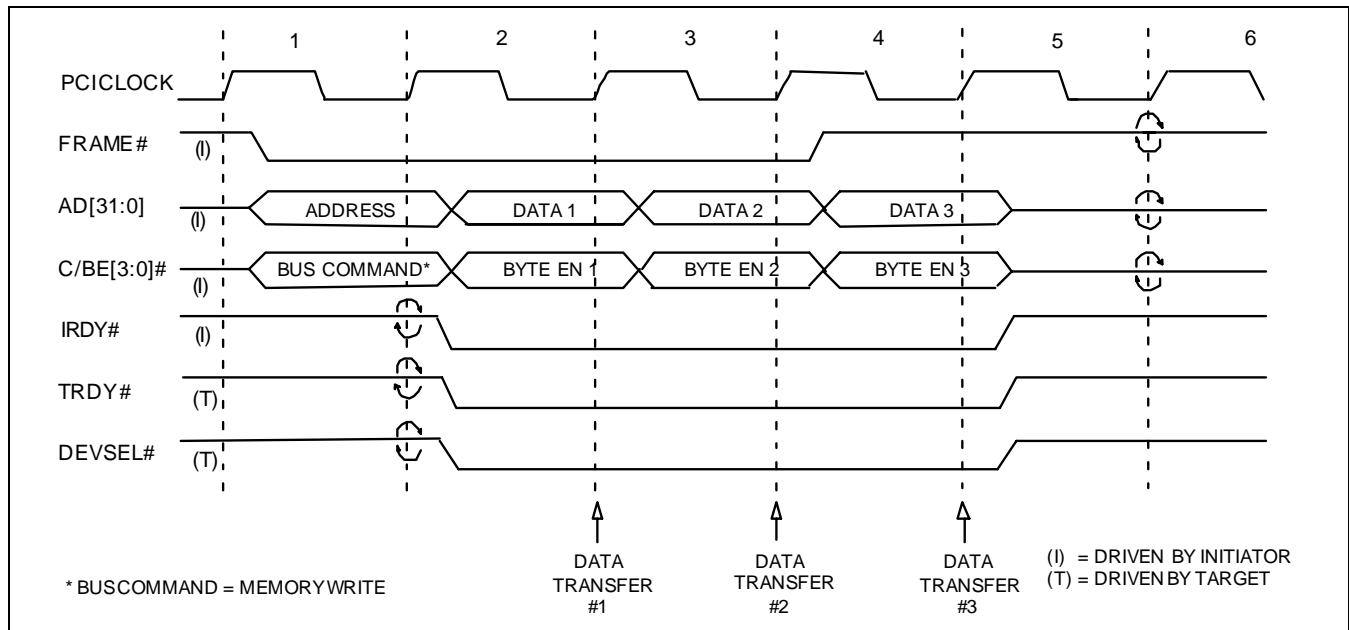 1 2 3 4 5 6
PCICLOCK
FRAME# (I)
AD[31:0] (I) ADDRESS DATA 1 DATA 2 DATA 3
C/BE[3:0]# (I) BUS COMMAND* BYTE EN 1 BYTE EN 2 BYTE EN 3
IRDY# (I)
TRDY# (T)
DEVSEL# (T)
DATA TRANSFER #1
DATA TRANSFER #2
DATA TRANSFER #3
(I) = DRIVEN BY INITIATOR
(T) = DRIVEN BY TARGET
* BUSCOMMAND = MEMORY WRITE